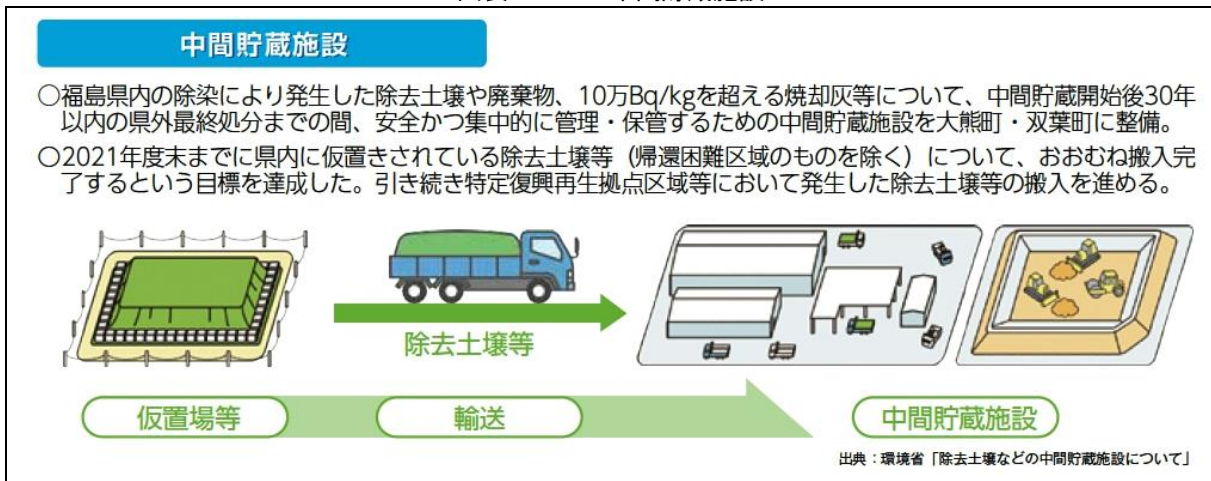 中間貯蔵施設
○福島県内の除染により発生した除去土壌や廃棄物、10万Bq/kgを超える焼却灰等について、中間貯蔵開始後30年
以内の県外最終処分までの間、安全かつ集中的に管理・保管するための中間貯蔵施設を大熊町・双葉町に整備。
○2021年度末までに県内に仮置きされている除去土壌等（帰還困難区域のものを除く）について、おおむね搬入完
了するという目標を達成した。引き続き特定復興再生拠点区域等において発生した除去土壌等の搬入を進める。
除去土壌等
仮置場等
輸送
中間貯蔵施設
出典：環境省「除去土壌などの中間貯蔵施設について」